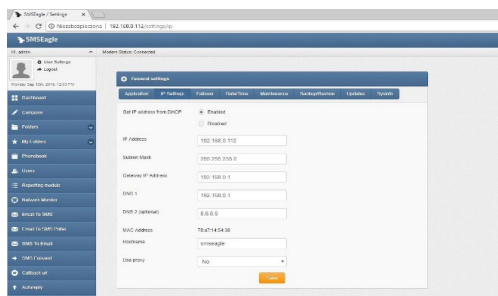 SMSEagle / Settings
Niezabezpieczona | 192.168.0.112/settings/ip
SMSEagle
Hi, admin
Modem Status: Connected
User Settings
Logout
General settings
Application IP Settings Failover Date/Time Maintenance Backup/Restore Updates Sysinfo
Dashboard
Compose
Folders
My Folders
Phonebook
Users
Reporting module
Network Monitor
Email To SMS
Email To SMS Poller
SMS To Email
SMS Forward
Callback url
Autoreply
Get IP address from DHCP
Enabled
Disabled
IP Address
192.168.0.112
Subnet Mask
255.255.255.0
Gateway IP Address
192.168.0.1
DNS 1
192.168.0.1
DNS 2 (optional)
8.8.8.8
MAC Address
Hostname
smseagle
Use proxy
No
Save